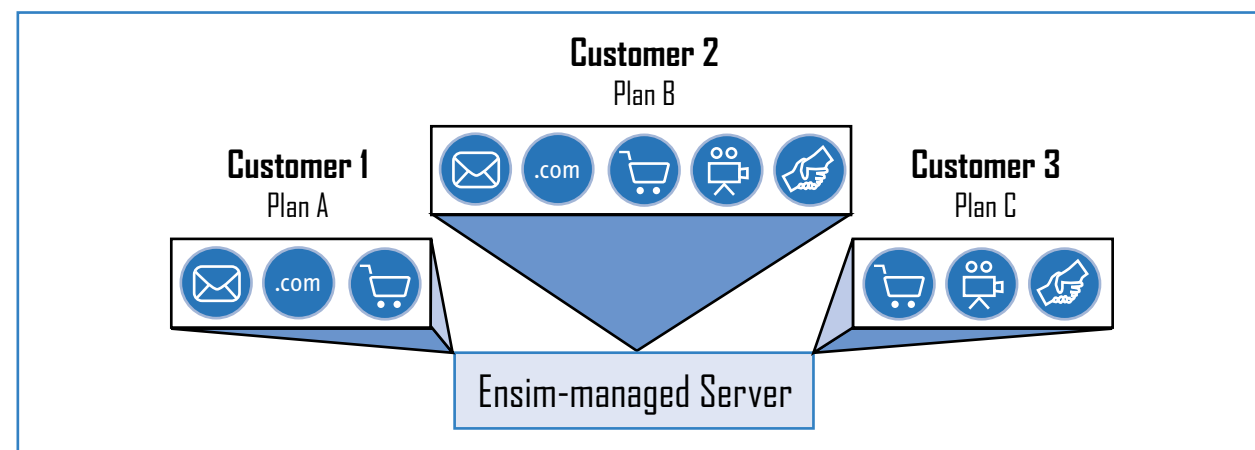 Customer 2
Plan B
Customer 1
Plan A
.com
Customer 3
Plan C
.com
Ensim-managed Server